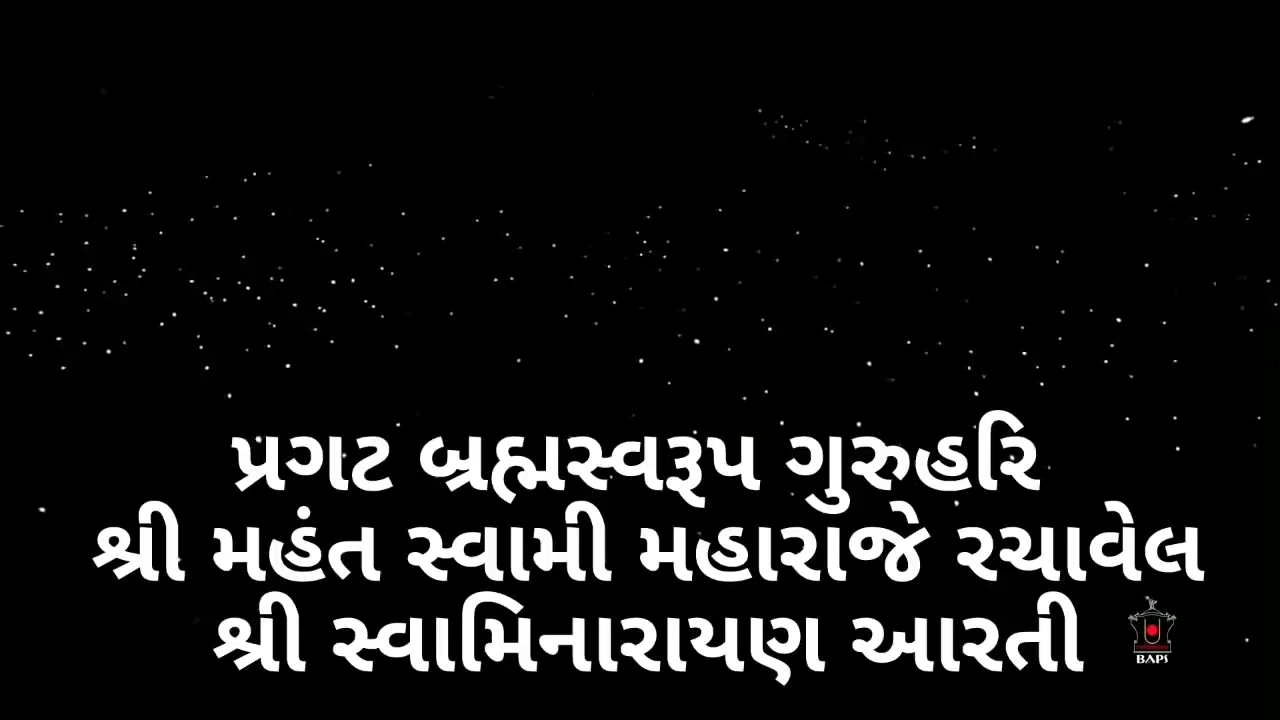 પ્રગટ બ્રહ્મસ્વરૂપ ગુરુહરિ
શ્રી મહંત સ્વામી મહારાજે રચાવેલ
શ્રી સ્વામિનારાયણ આરતી
BAPS